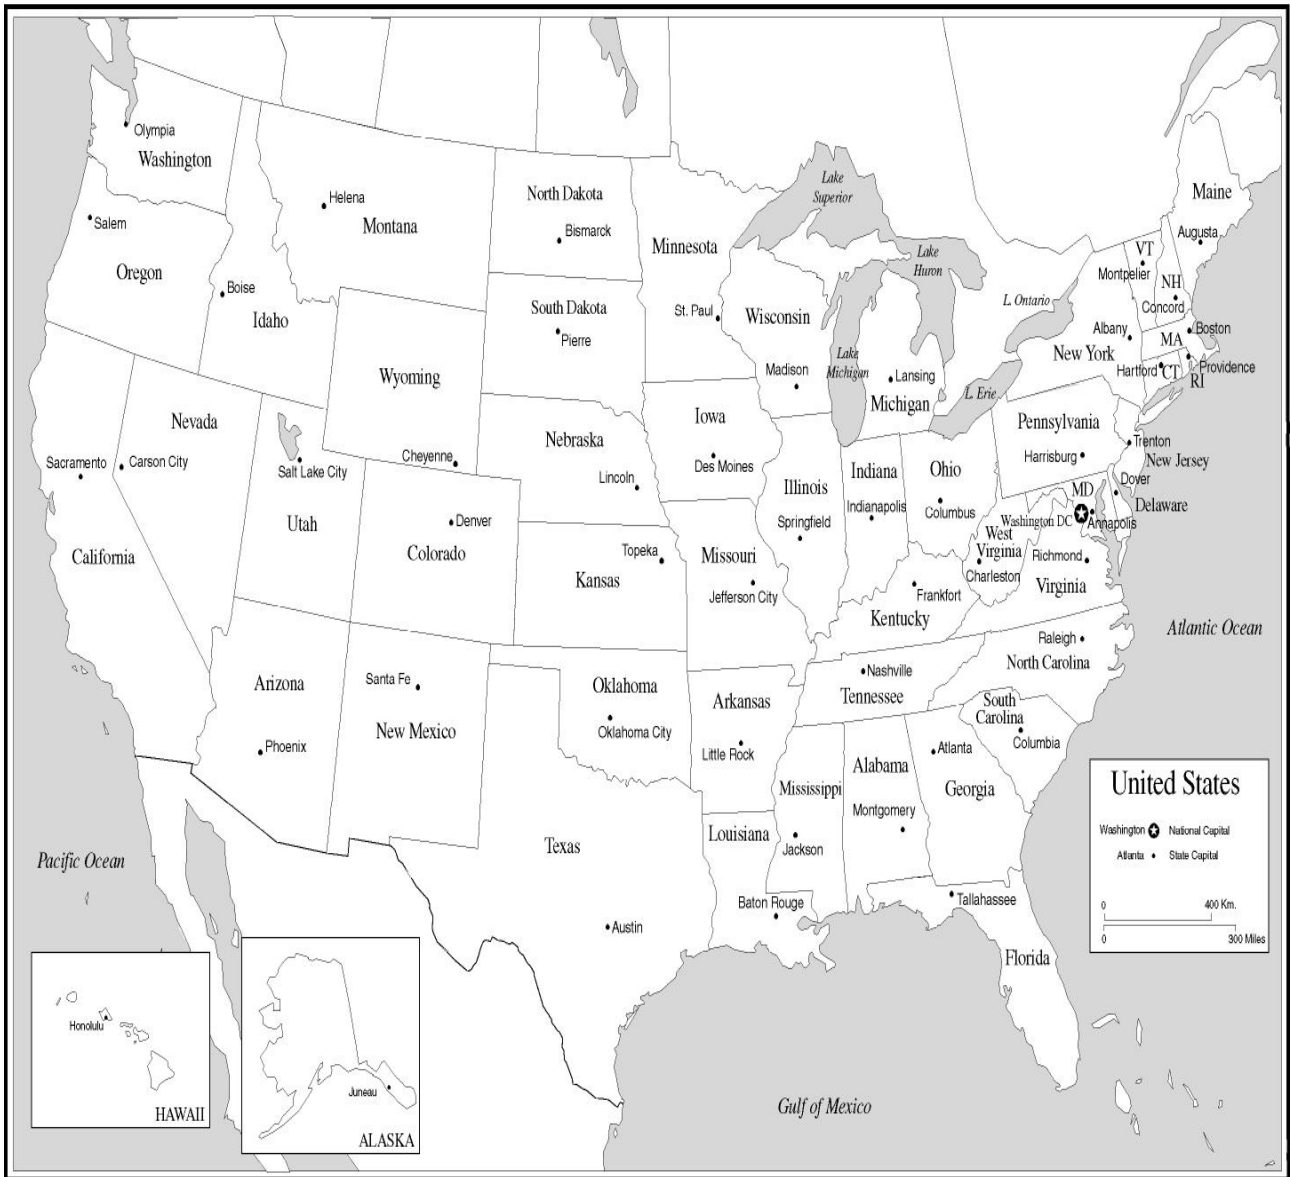 Olympia
Washington
Helena
Montana
North Dakota
Bismarck
Minnesota
St. Paul
Lake
Superior
Lake
Huron
Maine
Augusta
VT
Montpelier
NH
Concord
Salem
Oregon
Boise
Idaho
South Dakota
Pierre
Wisconsin
Madison
Lake
Michigan
Lansing
Michigan
L. Ontario
L. Erie
Albany
New York
Boston
MA
Hartford
CT
Providence
RI
Wyoming
Cheyenne
Nevada
Carson City
Sacramento
California
Salt Lake City
Utah
Denver
Colorado
Nebraska
Lincoln
Iowa
Des Moines
Illinois
Springfield
Indiana
Indianapolis
Ohio
Columbus
Pennsylvania
Harrisburg
Trenton
New Jersey
Dover
Delaware
MD
Washington DC
Annapolis
West
Virginia
Charleston
Richmond
Virginia
Topeka
Kansas
Missouri
Jefferson City
Frankfort
Kentucky
Raleigh
North Carolina
Atlantic Ocean
Arizona
Phoenix
Santa Fe
New Mexico
Oklahoma
Oklahoma City
Arkansas
Little Rock
Nashville
Tennessee
South
Carolina
Columbia
Atlanta
Georgia
Alabama
Montgomery
Mississippi
Jackson
Louisiana
Baton Rouge
Texas
Austin
Tallahassee
Florida
Pacific Ocean
Gulf of Mexico
Honolulu
HAWAII
Juneau
ALASKA
United States
Washington National Capital
Atlanta State Capital
0 400 Km.
0 300 Miles